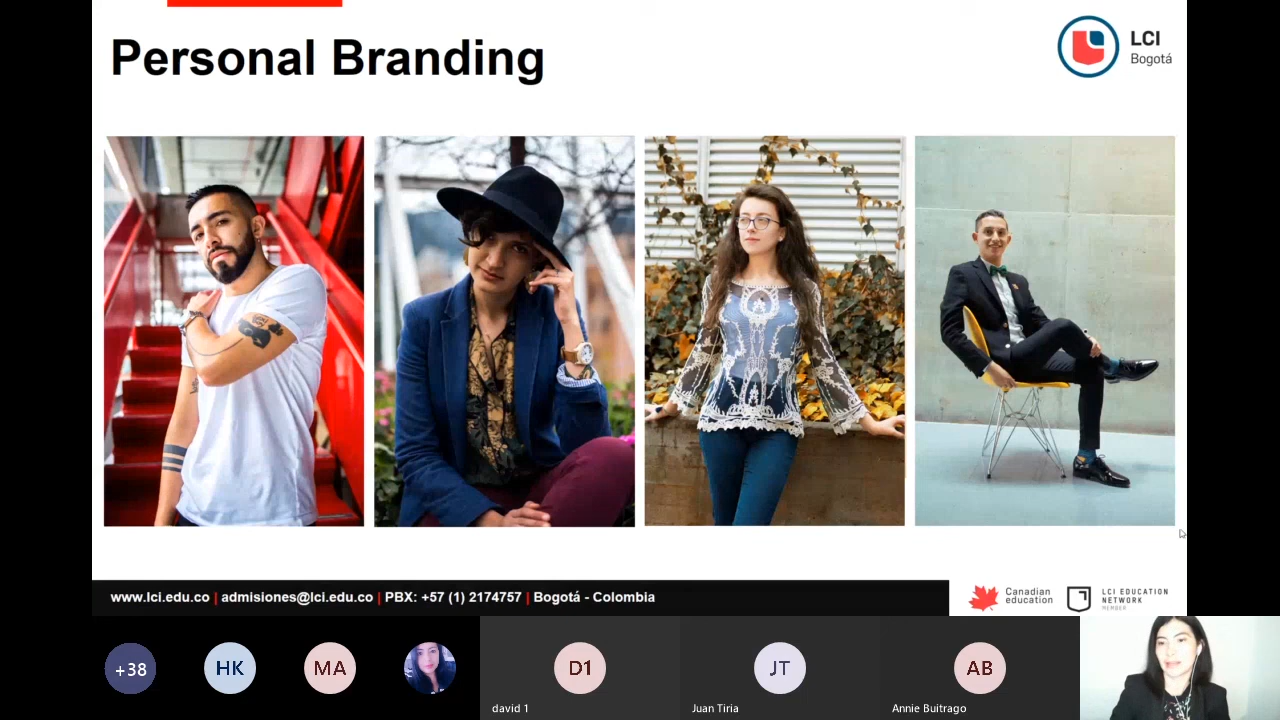 Personal Branding
LCI
Bogotá
www.lci.edu.co | admisiones@lci.edu.co | PBX: +57 (1) 2174757 | Bogotá - Colombia
Canadian
education
LCI EDUCATION
NETWORK
MEMBER
+38
HK
MA
D1
JT
AB
david 1
Juan Tiria
Annie Buitrago